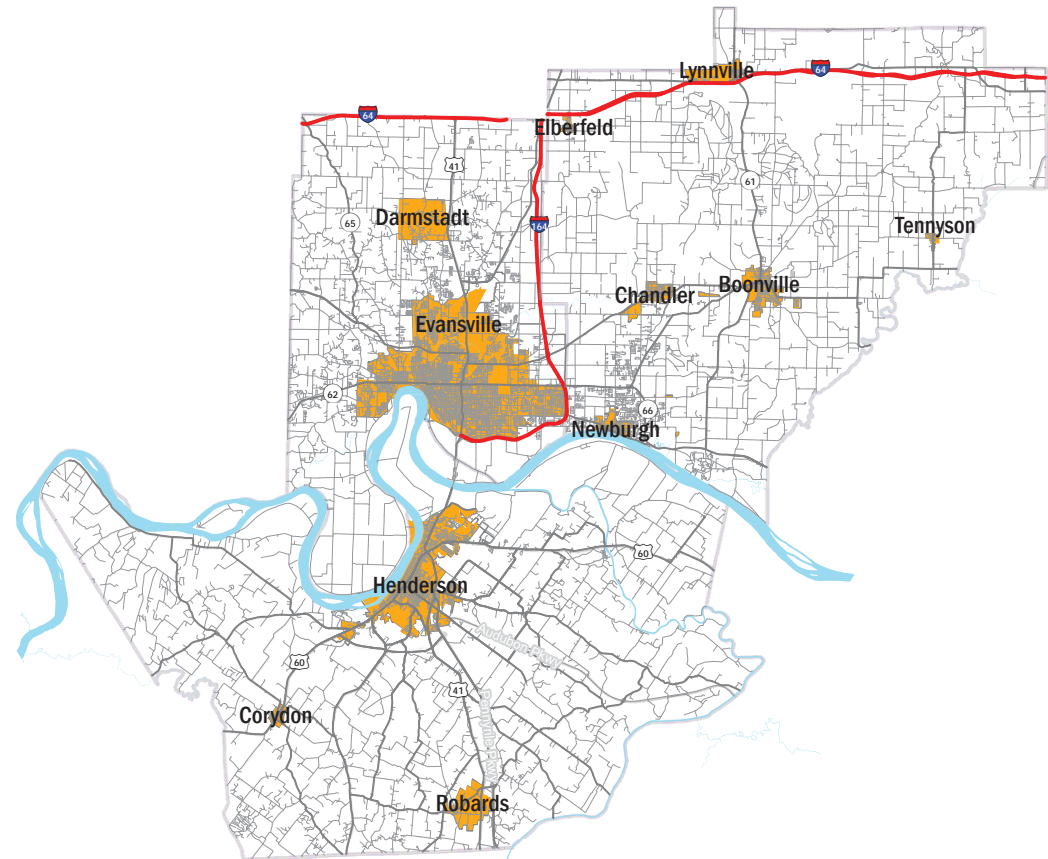 Lynnville
64
64
Elberfeld
41
61
Darmstadt
65
164
Tennyson
Boonville
Chandler
Evansville
62
66
Newburgh
60
Henderson
Audubon Pkwy
60
41
Pennyrile Pkwy
Corydon
Robards